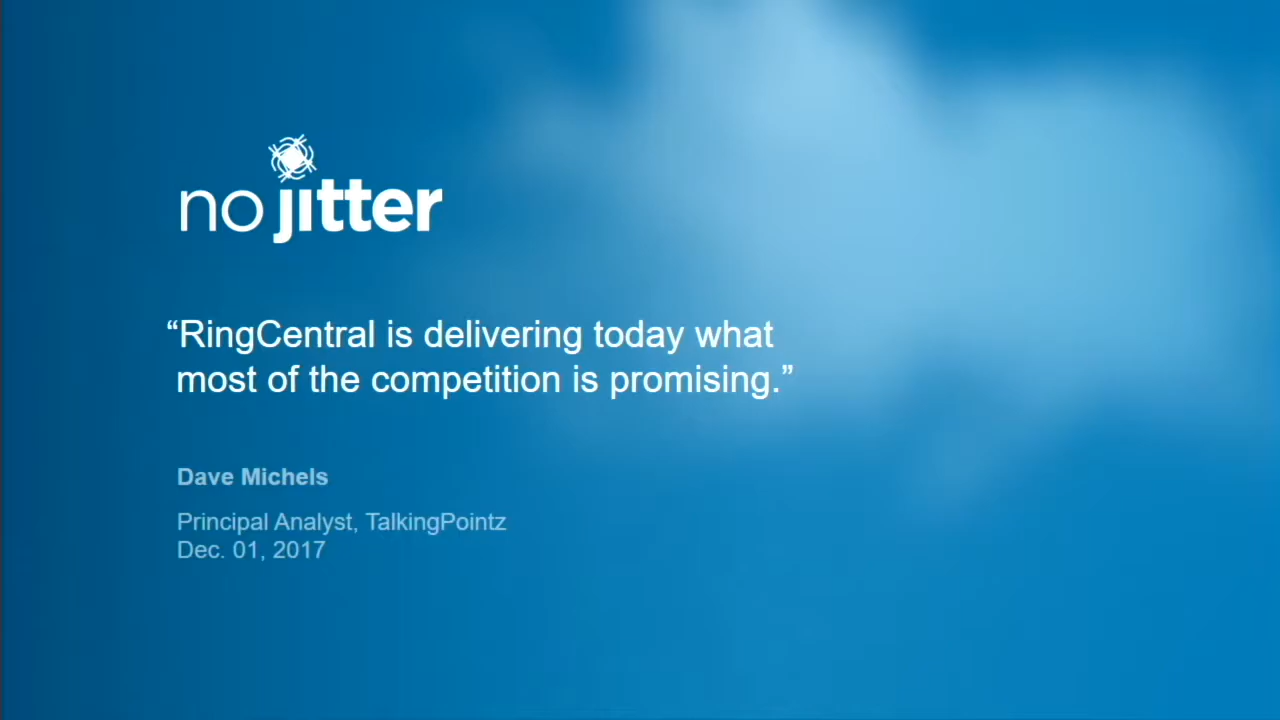 no jitter
“RingCentral is delivering today what
most of the competition is promising.”
Dave Michels
Principal Analyst, TalkingPointz
Dec. 01, 2017